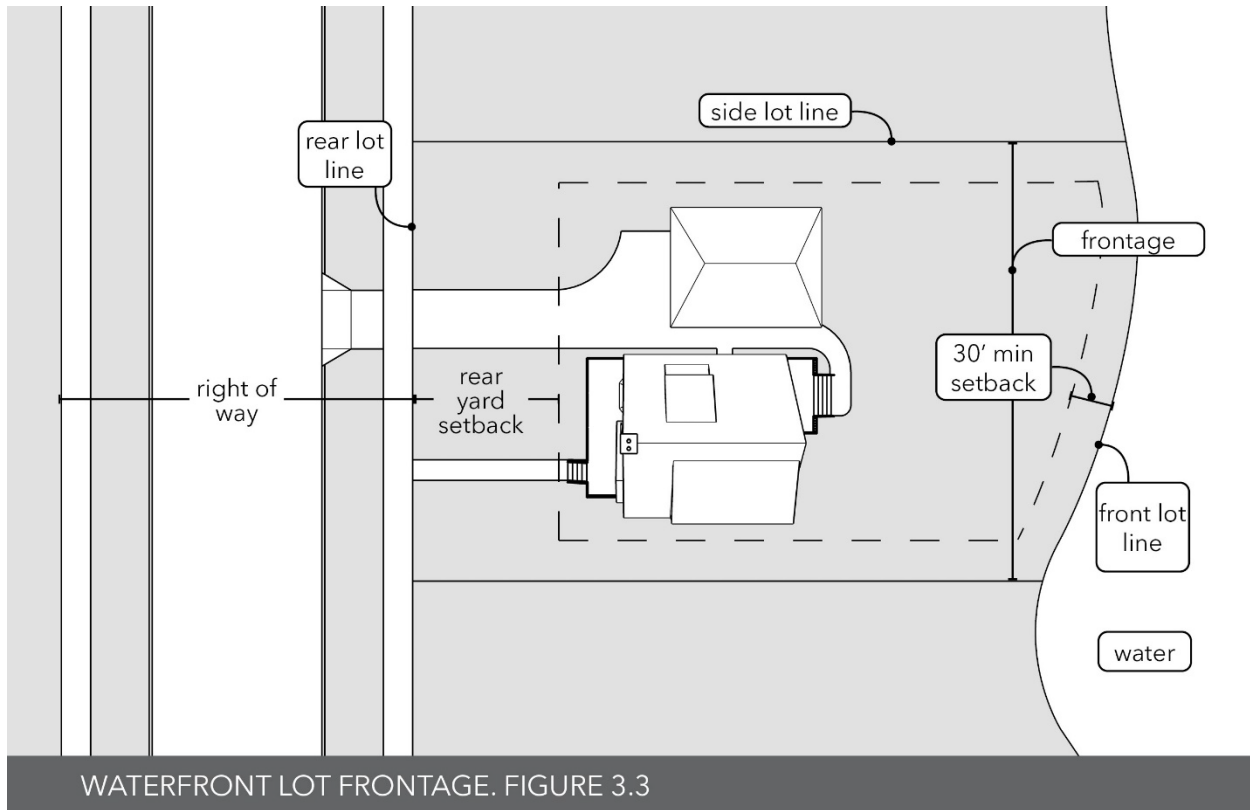 side lot line
rear lot
line
frontage
30' min
setback
right of
way
rear
yard
setback
front lot
line
water
WATERFRONT LOT FRONTAGE. FIGURE 3.3